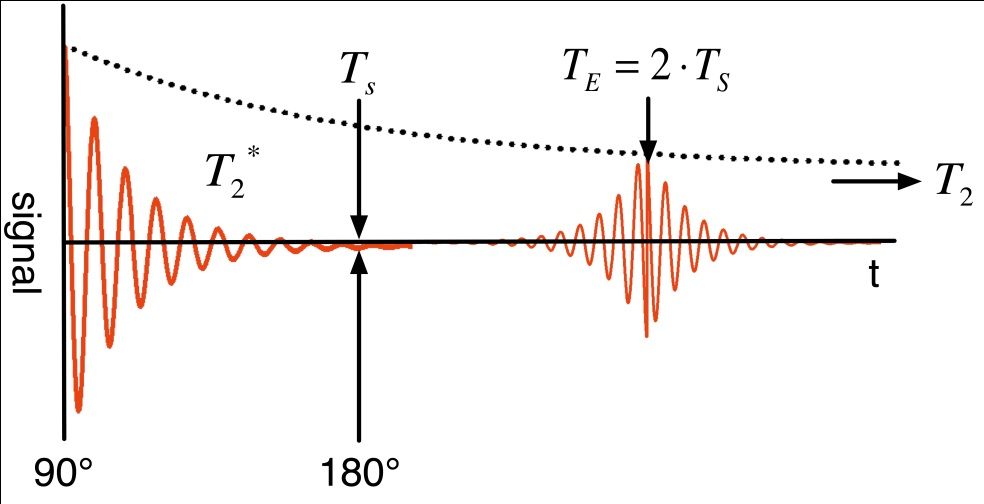 T_s
T_E = 2 · T_S
T_2^*
T_2
signal
t
90°
180°